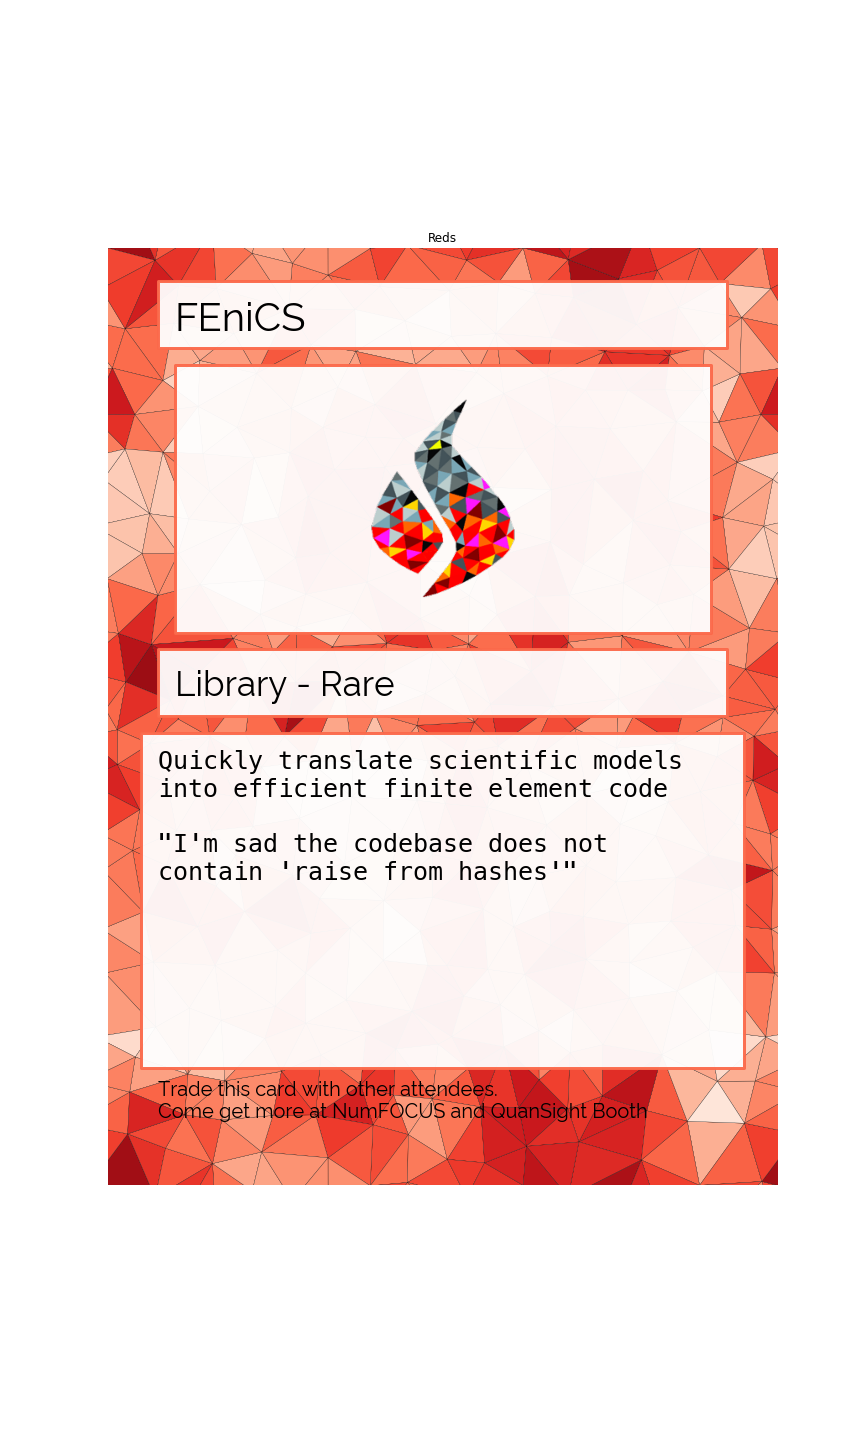 Reds
FEniCS
Library - Rare
Quickly translate scientific models
into efficient finite element code
"I'm sad the codebase does not
contain 'raise from hashes'"
Trade this card with other attendees.
Come get more at NumFOCUS and QuanSight Booth